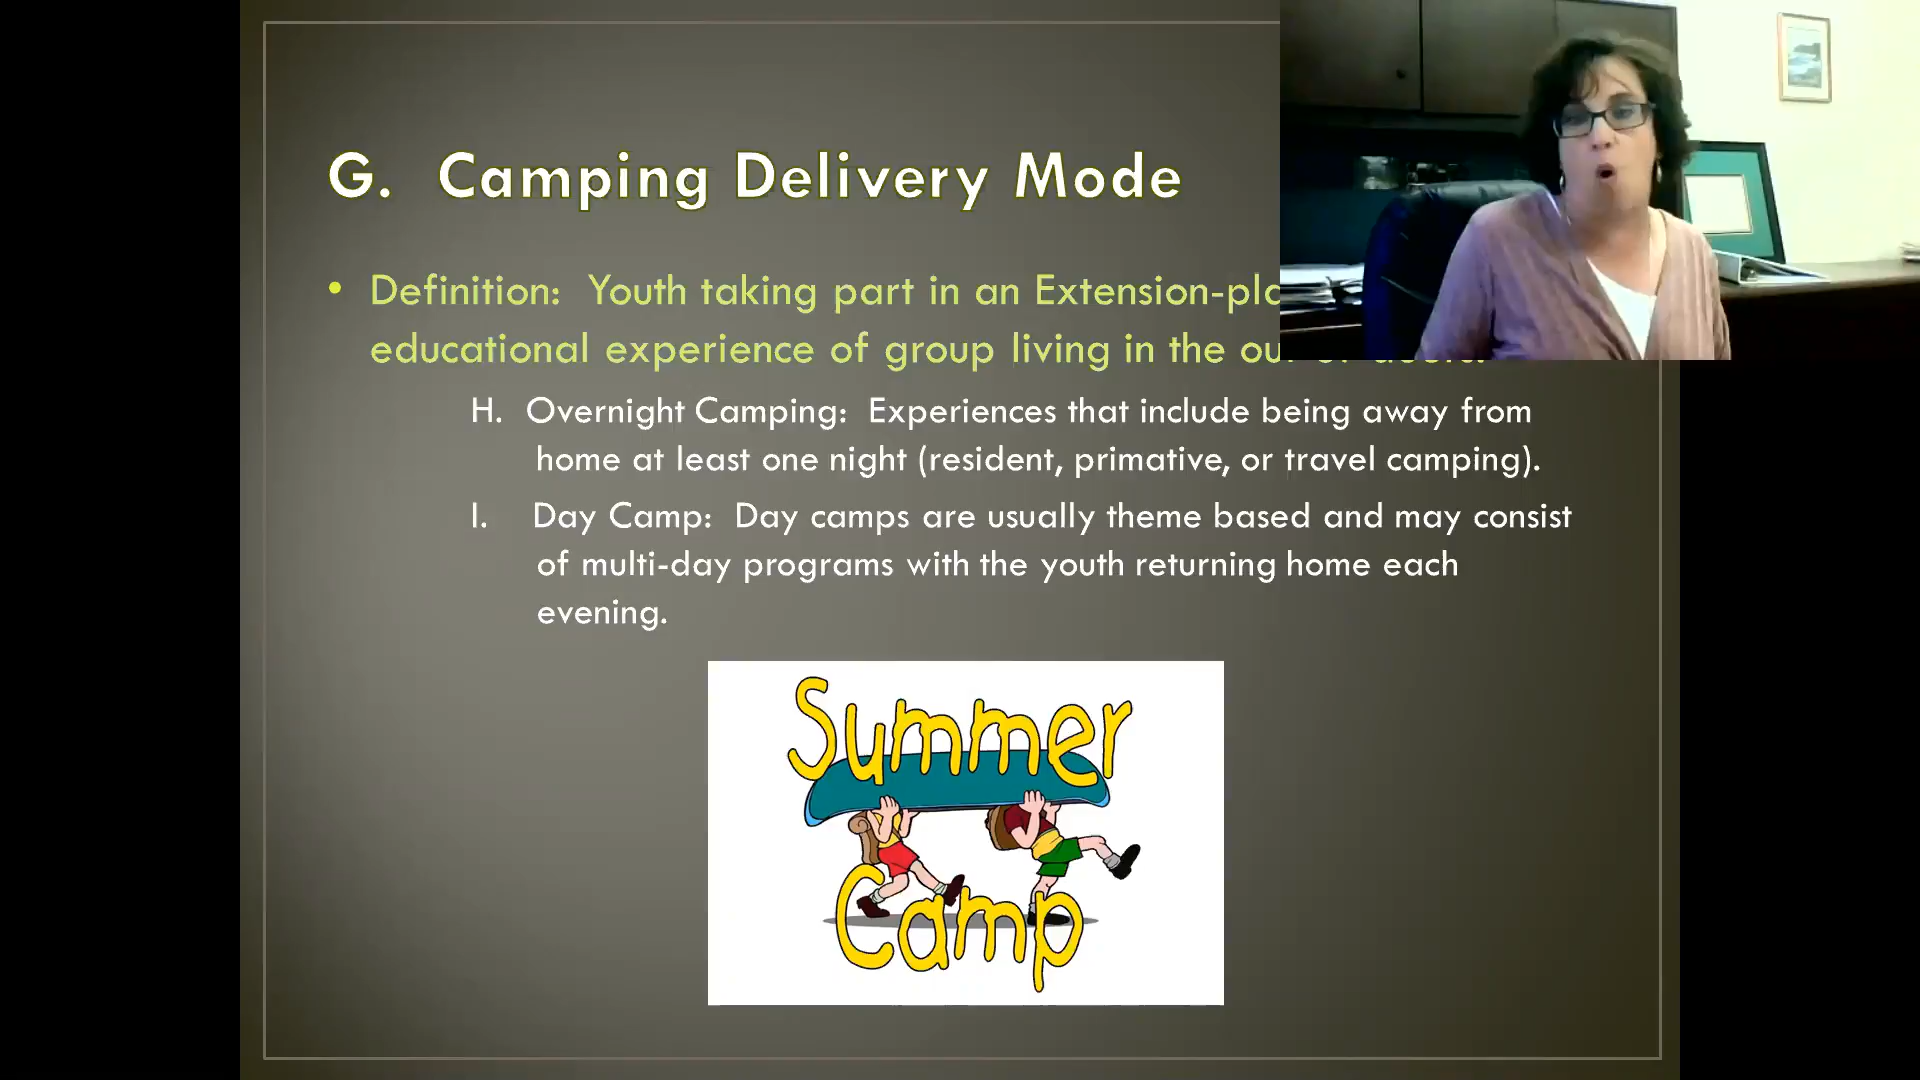 G. Camping Delivery Mode
• Definition: Youth taking part in an
educational experience of group living in the
H. Overnight Camping: Experiences that include being away from
home at least one night (resident, primative, or travel camping).
I. Day Camp: Day camps are usually theme based and may consist
of multi-day programs with the youth returning home each
evening.
Summer
Camp